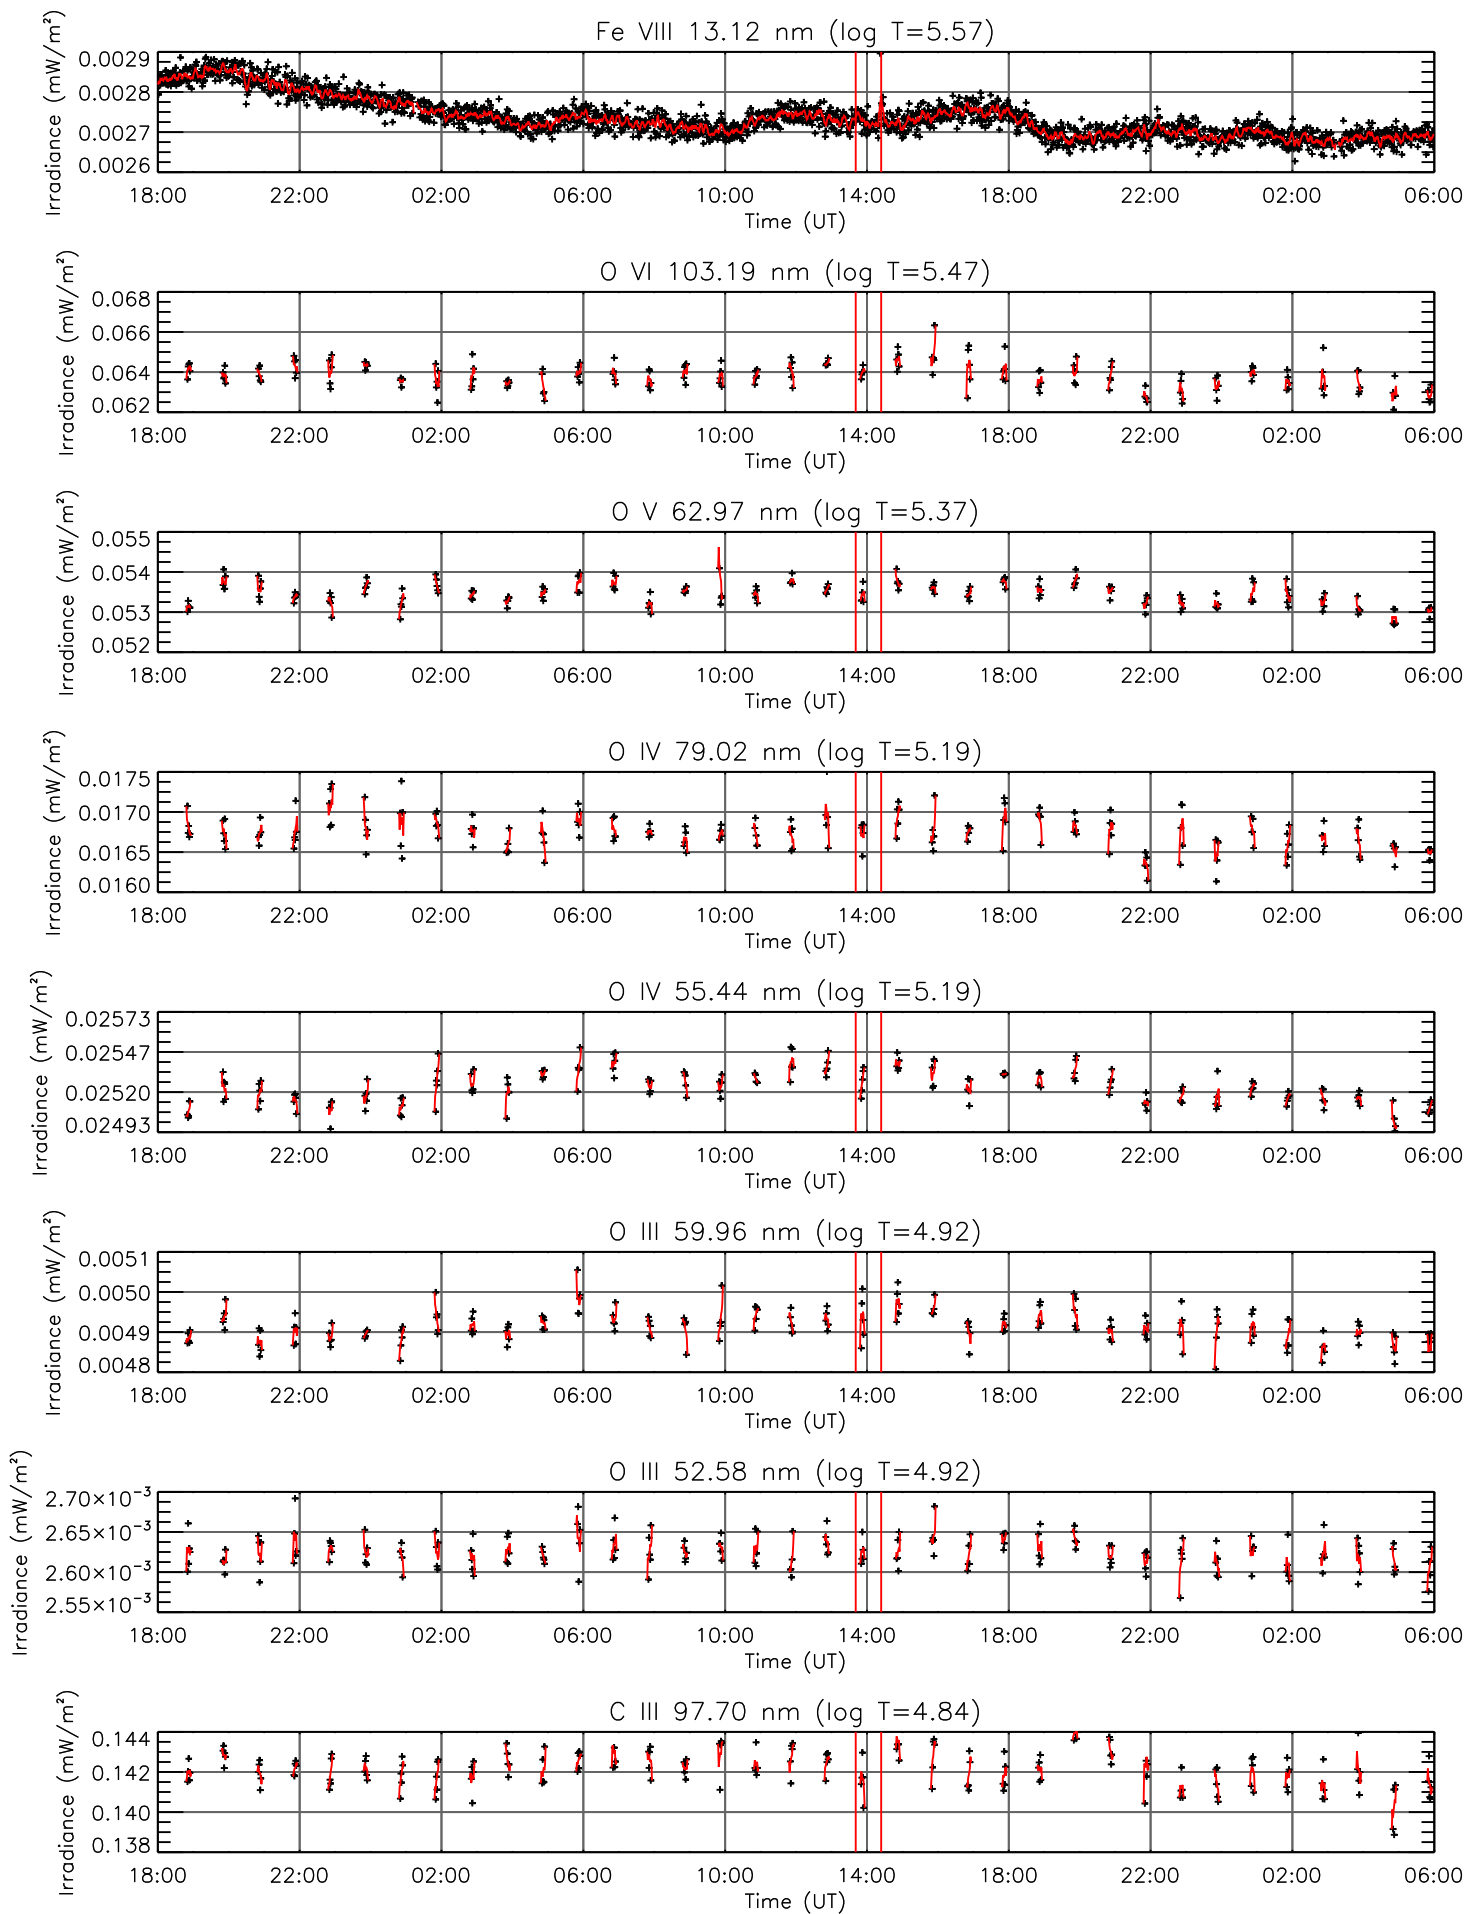 Fe VIII 13.12 nm (log T=5.57)
Irradiance (mW/m²)
0.0029
0.0028
0.0027
0.0026
18:00 22:00 02:00 06:00 10:00 14:00 18:00 22:00 02:00 06:00
Time (UT)
O VI 103.19 nm (log T=5.47)
Irradiance (mW/m²)
0.068
0.066
0.064
0.062
18:00 22:00 02:00 06:00 10:00 14:00 18:00 22:00 02:00 06:00
Time (UT)
O V 62.97 nm (log T=5.37)
Irradiance (mW/m²)
0.055
0.054
0.053
0.052
18:00 22:00 02:00 06:00 10:00 14:00 18:00 22:00 02:00 06:00
Time (UT)
O IV 79.02 nm (log T=5.19)
Irradiance (mW/m²)
0.0175
0.0170
0.0165
0.0160
18:00 22:00 02:00 06:00 10:00 14:00 18:00 22:00 02:00 06:00
Time (UT)
O IV 55.44 nm (log T=5.19)
Irradiance (mW/m²)
0.02573
0.02547
0.02520
0.02493
18:00 22:00 02:00 06:00 10:00 14:00 18:00 22:00 02:00 06:00
Time (UT)
O III 59.96 nm (log T=4.92)
Irradiance (mW/m²)
0.0051
0.0050
0.0049
0.0048
18:00 22:00 02:00 06:00 10:00 14:00 18:00 22:00 02:00 06:00
Time (UT)
O III 52.58 nm (log T=4.92)
Irradiance (mW/m²)
2.70×10⁻³
2.65×10⁻³
2.60×10⁻³
2.55×10⁻³
18:00 22:00 02:00 06:00 10:00 14:00 18:00 22:00 02:00 06:00
Time (UT)
C III 97.70 nm (log T=4.84)
Irradiance (mW/m²)
0.144
0.142
0.140
0.138
18:00 22:00 02:00 06:00 10:00 14:00 18:00 22:00 02:00 06:00
Time (UT)